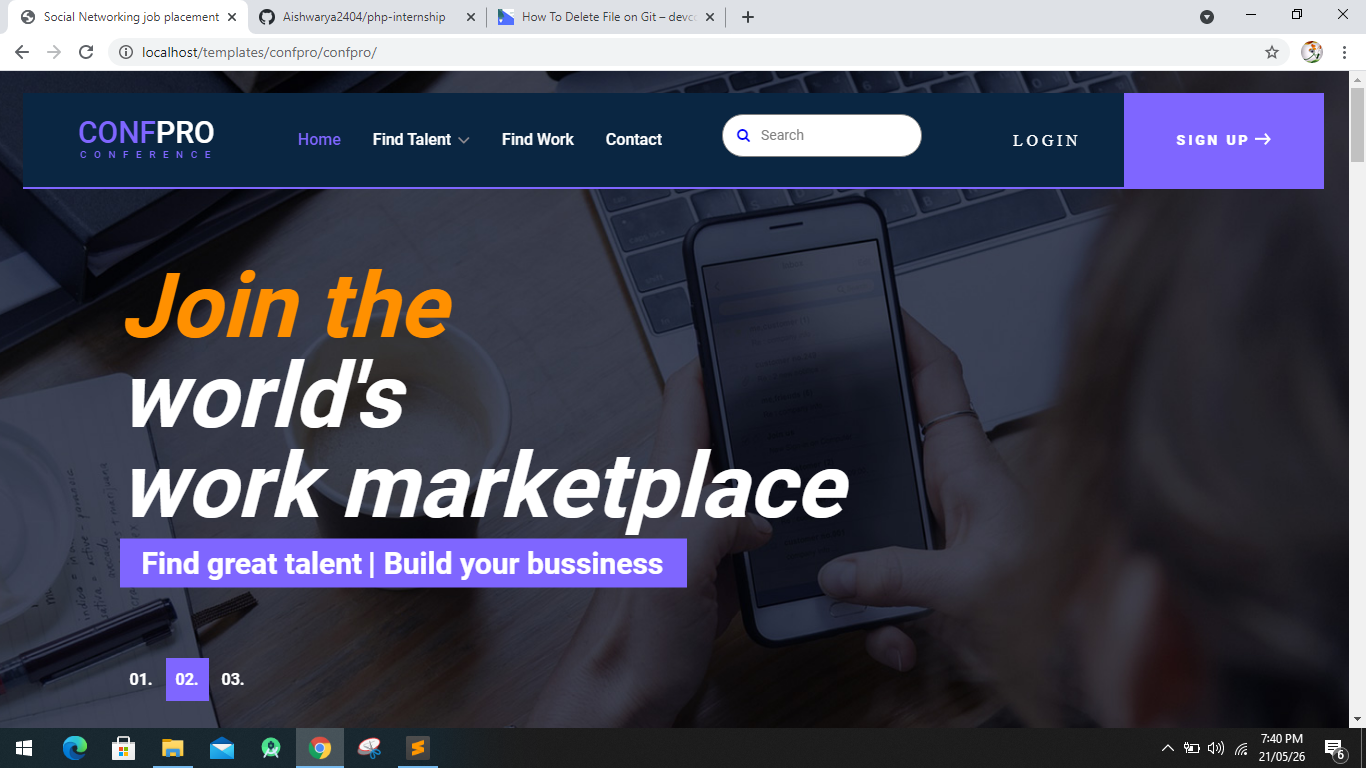 Social Networking job placement
Aishwarya2404/php-internship
How To Delete File on Git – devc
localhost/templates/confpro/confpro/
CONFPRO
CONFERENCE
Home
Find Talent
Find Work
Contact
Search
LOGIN
SIGN UP
Join the
world's
work marketplace
Find great talent | Build your bussiness
01.
02.
03.
7:40 PM
21/05/26
6